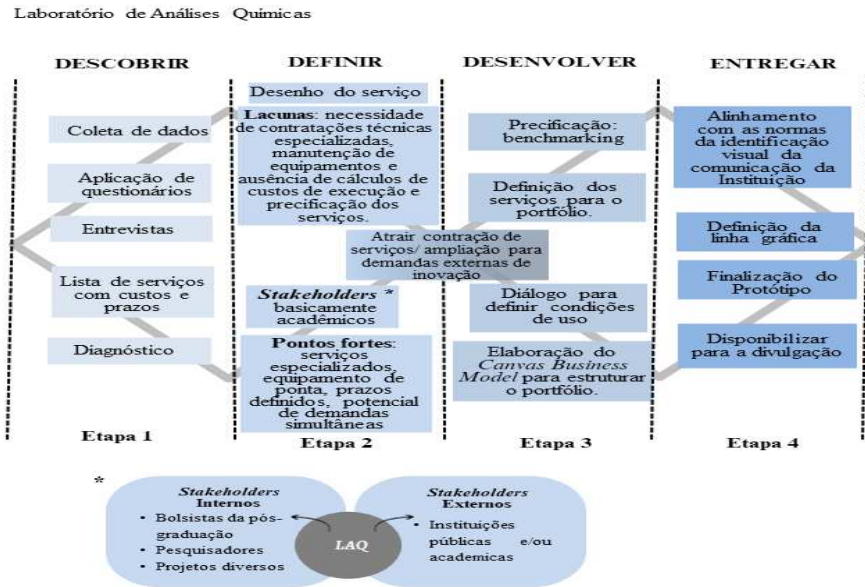 Laboratório de Análises Químicas
DESCOBRIR
Coleta de dados
Aplicação de
questionários
Entrevistas
Lista de serviços
com custos e
prazos
Diagnóstico
Etapa 1
DEFINIR
Desenho do serviço
Lacunas: necessidade
de contratações técnicas
especializadas,
manutenção de
equipamentos e
ausência de cálculos de
custos de execução e
precificação dos
serviços.
Atrair contração de
serviços/ ampliação para
demandas externas de
inovação
Stakeholders *
basicamente
acadêmicos
Pontos fortes:
serviços
especializados,
equipamento de
ponta, prazos
definidos, potencial
de demandas
simultâneas
Etapa 2
DESENVOLVER
Precificação:
benchmarking
Definição dos
serviços para o
portfólio.
Diálogo para
definir condições
de uso
Elaboração do
Canvas Business
Model para estruturar
o portfólio.
Etapa 3
ENTREGAR
Alinhamento
com as normas
da identificação
visual da
comunicação da
Instituição
Definição da
linha gráfica
Finalização do
Protótipo
Disponibilizar
para a divulgação
Etapa 4
*
Stakeholders
Internos
• Bolsistas da pós-
graduação
• Pesquisadores
• Projetos diversos
LAQ
Stakeholders
Externos
• Instituições
públicas e/ou
academicas